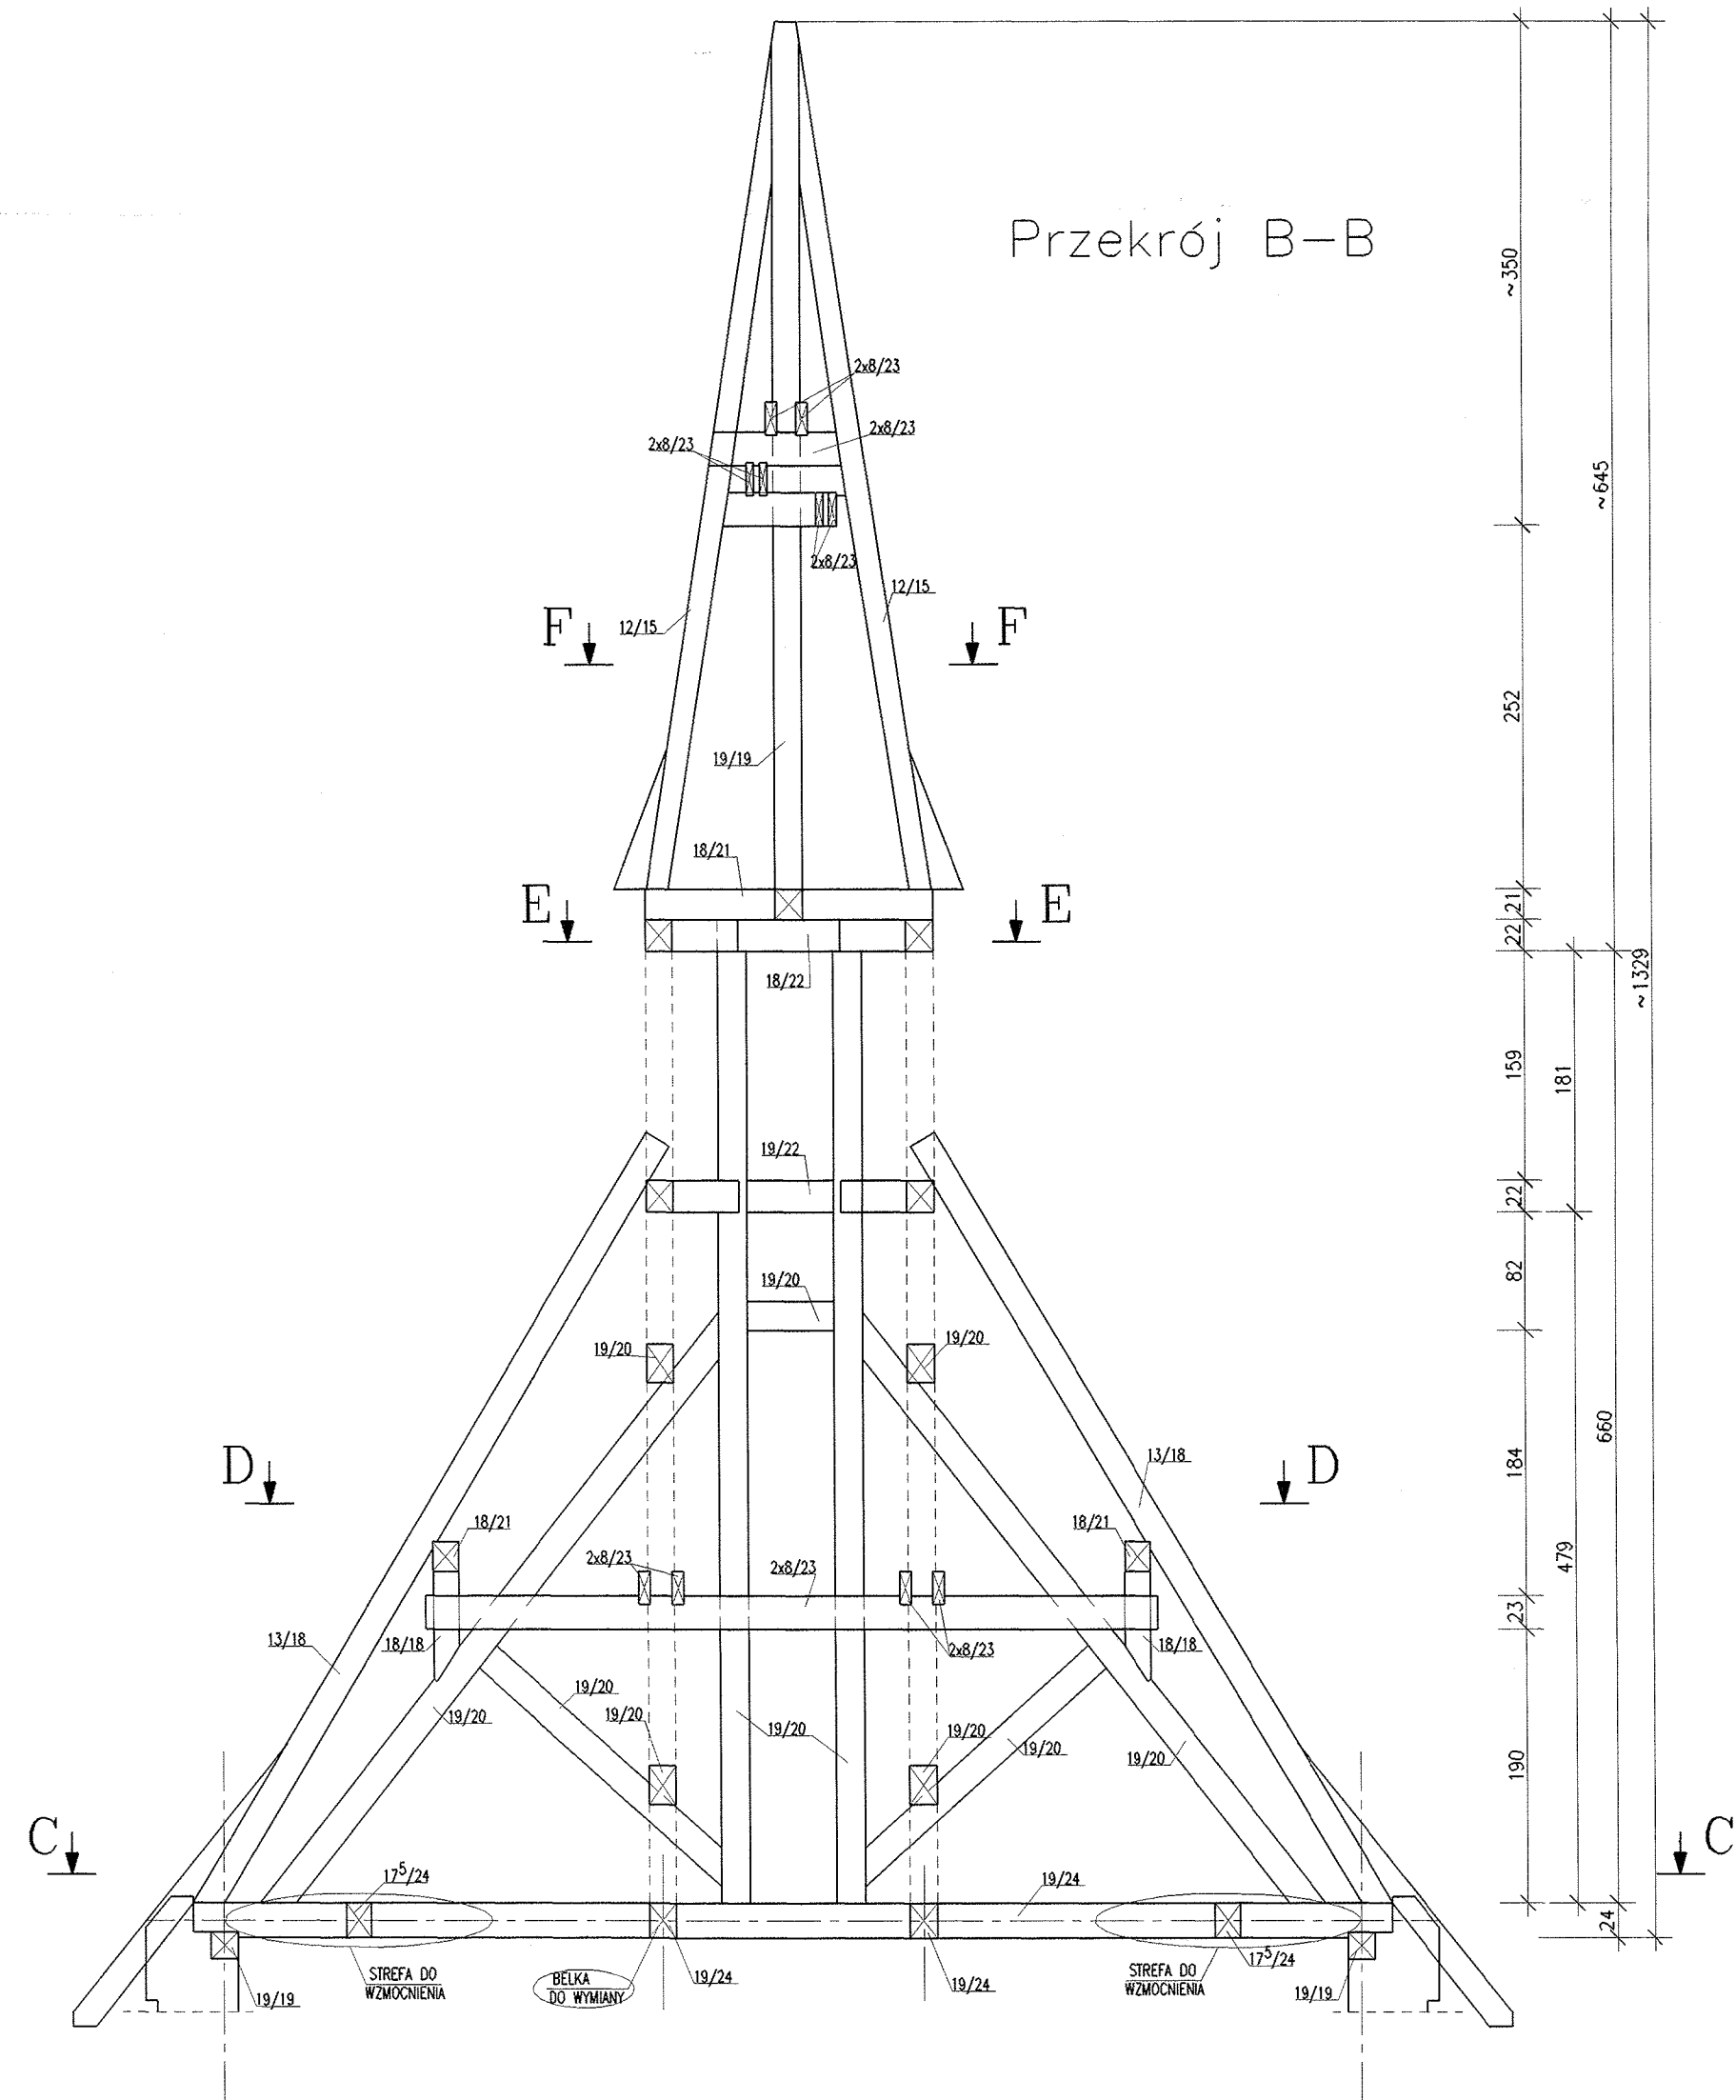 Przekrój B-B
~350
2x8/23
2x8/23
2x8/23
~645
2x8/23
12/15
F F
12/15
252
19/19
18/21
21
E E
22
18/22
~1329
159
181
19/22
22
82
19/20
19/20
19/20
660
13/18
184
D D
18/21
18/21
479
2x8/23
2x8/23
23
13/18
18/18
18/18
2x8/23
19/20
19/20
19/20
19/20
19/20
19/20
19/20
190
C C
17⁵/24
19/24
24
17⁵/24
STREFA DO
WZMOCNIENIA
BELKA
DO WYMIANY
19/24
19/24
STREFA DO
WZMOCNIENIA
19/19
19/19